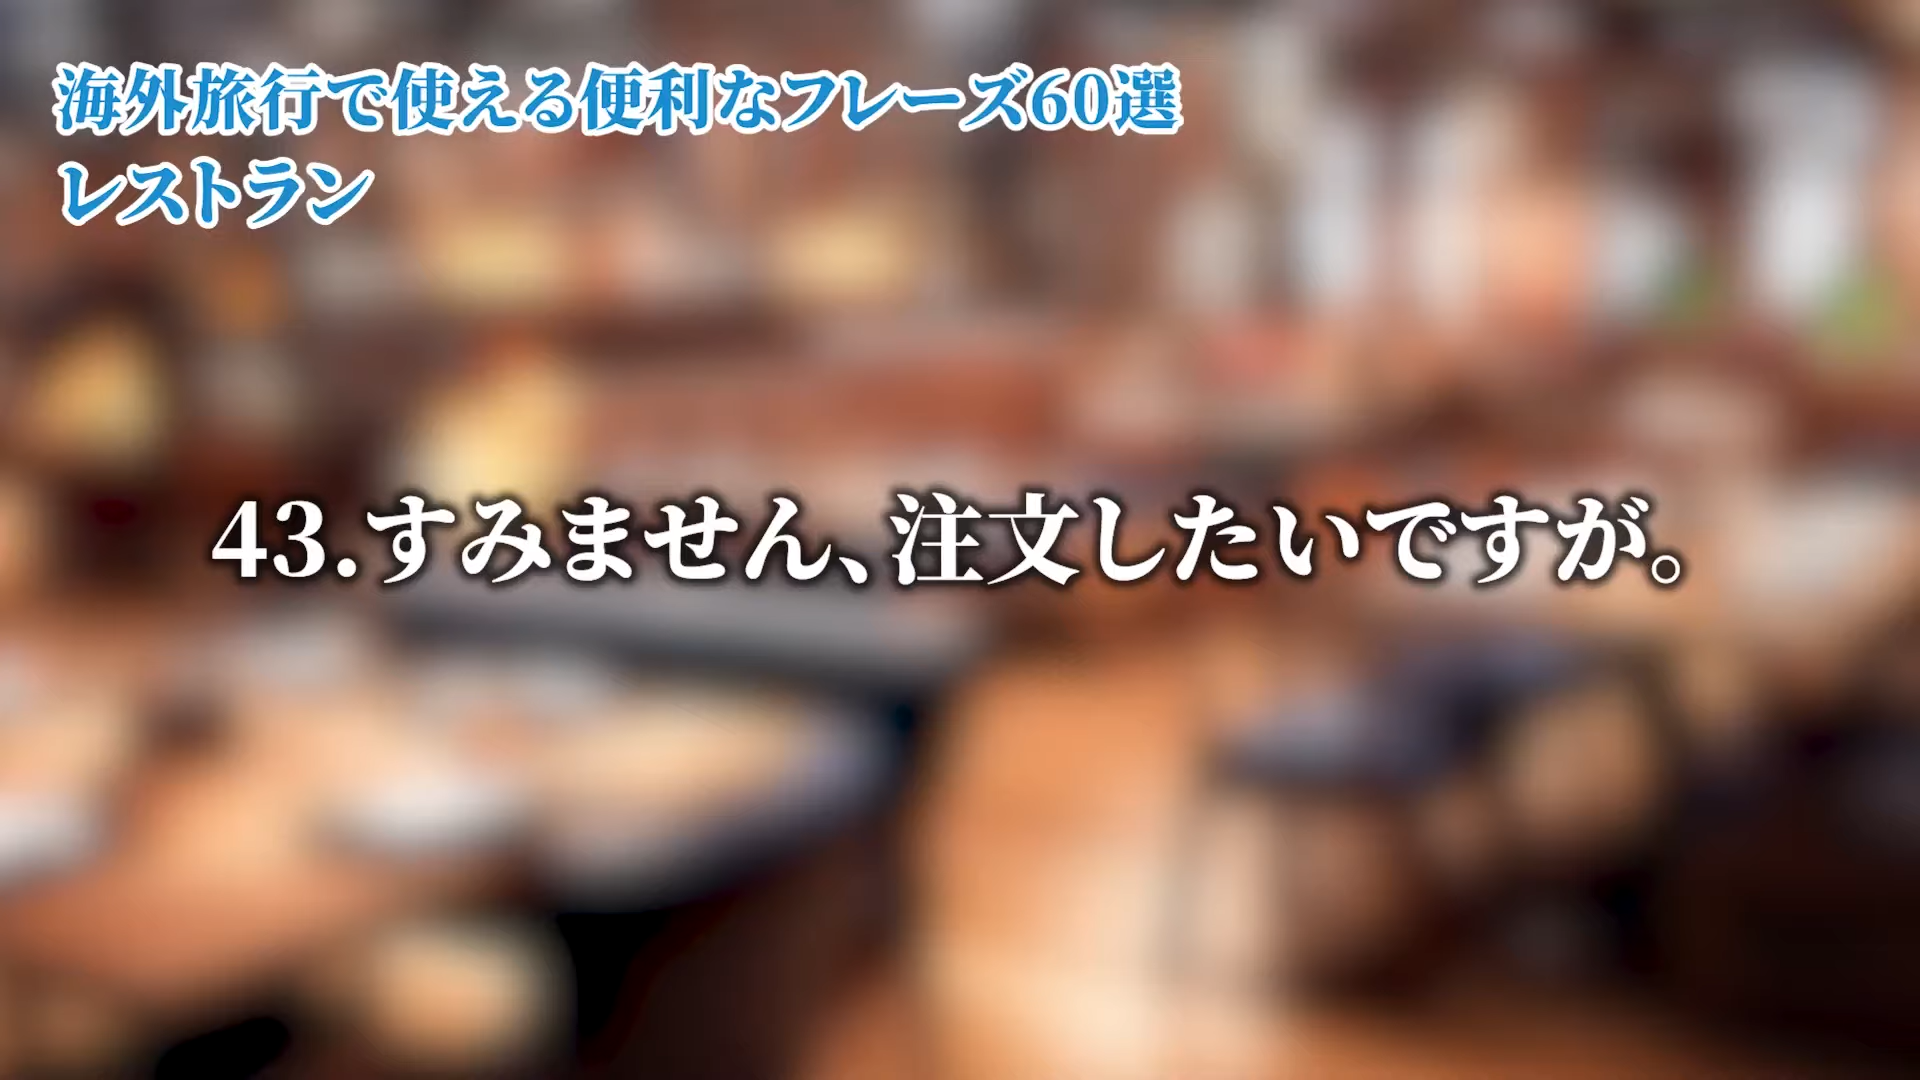 海外旅行で使える便利なフレーズ60選
レストラン
43.すみません、注文したいですが。